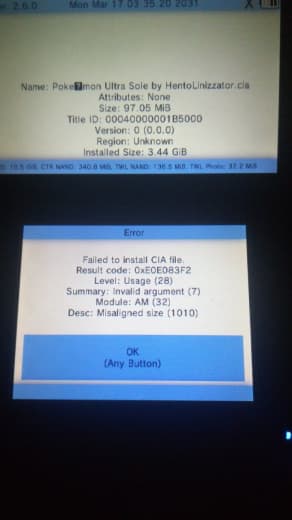 2.6.0 Mon Mar 17 03 35 20 2031
Name: Poke?mon Ultra Sole by HentoLinizzator.cia
Attributes: None
Size: 97.05 MiB
Title ID: 00040000001B5000
Version: 0 (0.0.0)
Region: Unknown
Installed Size: 3.44 GiB
GiB, CTR NAND: 340.8 MiB, TWL NAND: 136.5 MiB, TWL Photo: 32.2 MiB
Error
Failed to install CIA file.
Result code: 0xE0E083F2
Level: Usage (28)
Summary: Invalid argument (7)
Module: AM (32)
Desc: Misaligned size (1010)
OK
(Any Button)